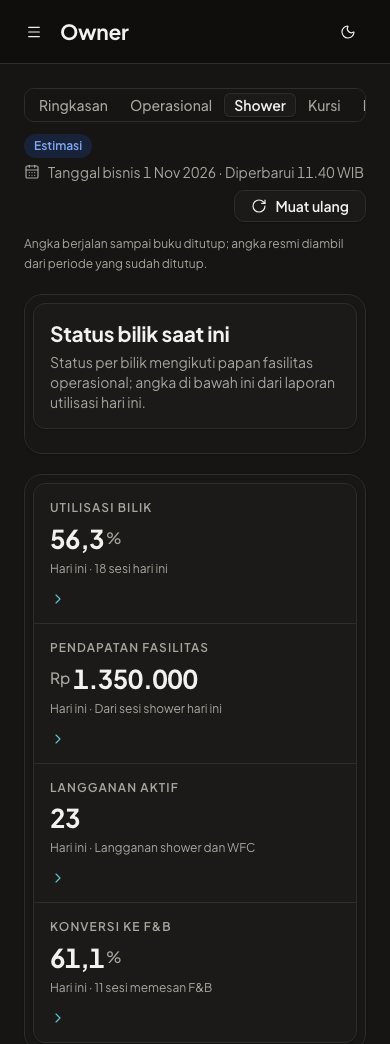 Owner
Ringkasan Operasional Shower Kursi
Estimasi
Tanggal bisnis 1 Nov 2026 · Diperbarui 11.40 WIB
Muat ulang
Angka berjalan sampai buku ditutup; angka resmi diambil
dari periode yang sudah ditutup.
Status bilik saat ini
Status per bilik mengikuti papan fasilitas
operasional; angka di bawah ini dari laporan
utilisasi hari ini.
UTILISASI BILIK
56,3%
Hari ini · 18 sesi hari ini
PENDAPATAN FASILITAS
Rp 1.350.000
Hari ini · Dari sesi shower hari ini
LANGGANAN AKTIF
23
Hari ini · Langganan shower dan WFC
KONVERSI KE F&B
61,1%
Hari ini · 11 sesi memesan F&B